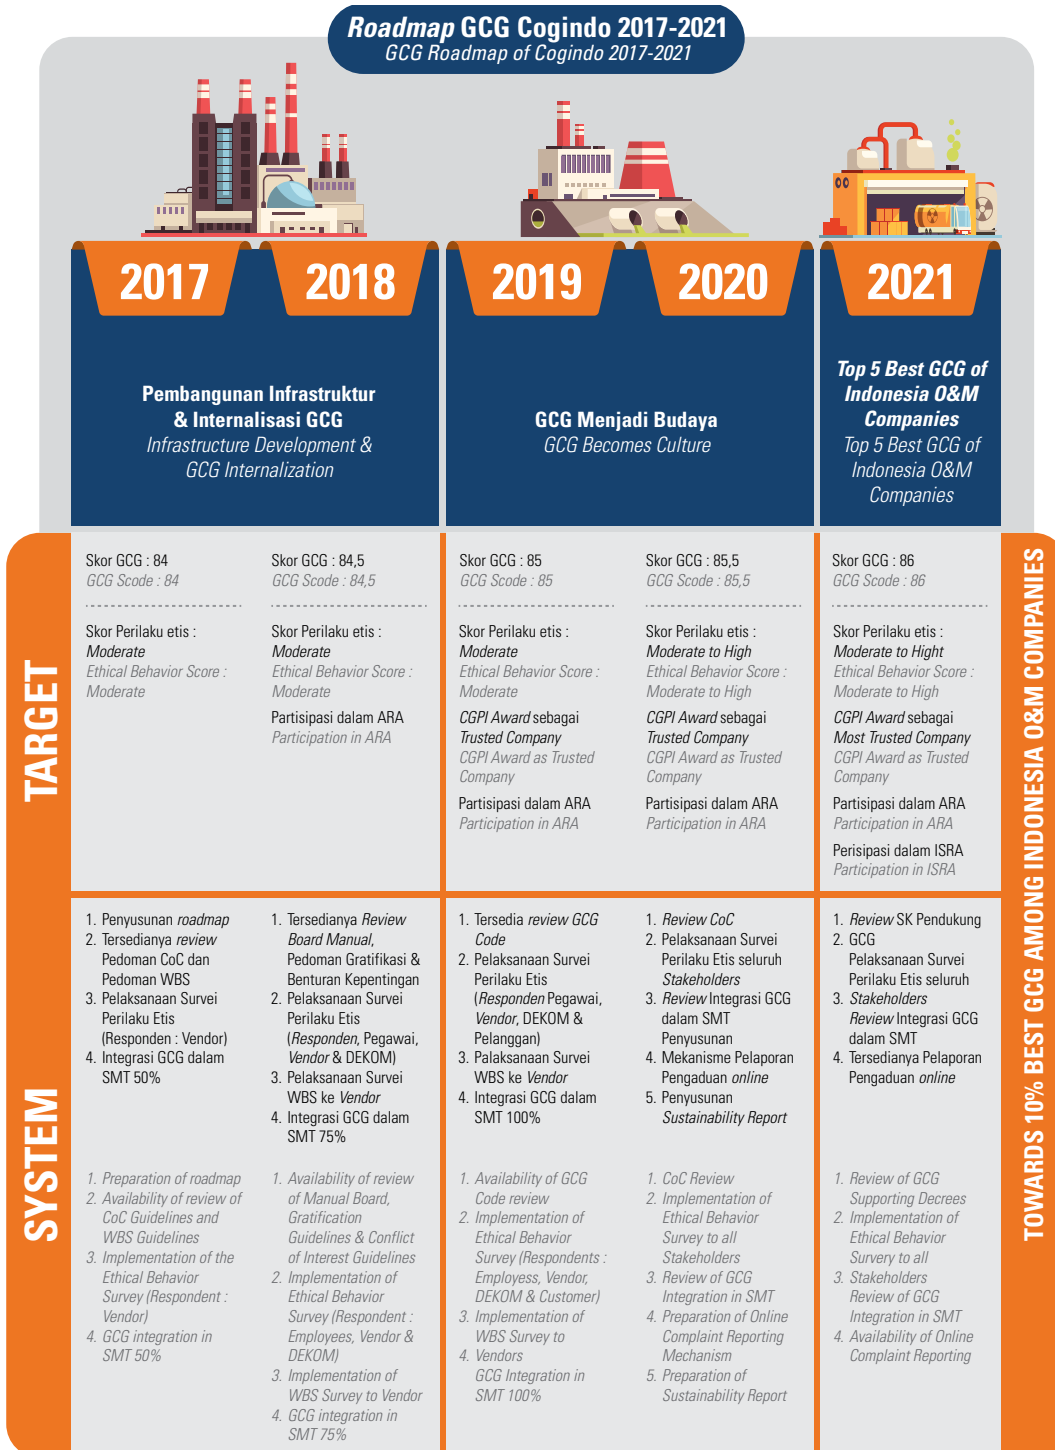 Roadmap GCG Cogindo 2017-2021
GCG Roadmap of Cogindo 2017-2021
2017
2018
2019
2020
2021
Pembangunan Infrastruktur
& Internalisasi GCG
Infrastructure Development &
GCG Internalization
GCG Menjadi Budaya
GCG Becomes Culture
Top 5 Best GCG of
Indonesia O&M
Companies
Top 5 Best GCG of
Indonesia O&M
Companies
TARGET
Skor GCG : 84
GCG Scode : 84
Skor Perilaku etis :
Moderate
Ethical Behavior Score :
Moderate
Skor GCG : 84,5
GCG Scode : 84,5
Skor Perilaku etis :
Moderate
Ethical Behavior Score :
Moderate
Partisipasi dalam ARA
Participation in ARA
Skor GCG : 85
GCG Scode : 85
Skor Perilaku etis :
Moderate
Ethical Behavior Score :
Moderate
CGPI Award sebagai
Trusted Company
CGPI Award as Trusted
Company
Partisipasi dalam ARA
Participation in ARA
Skor GCG : 85,5
GCG Scode : 85,5
Skor Perilaku etis :
Moderate to High
Ethical Behavior Score :
Moderate to High
CGPI Award sebagai
Trusted Company
CGPI Award as Trusted
Company
Partisipasi dalam ARA
Participation in ARA
Skor GCG : 86
GCG Scode : 86
Skor Perilaku etis :
Moderate to Hight
Ethical Behavior Score :
Moderate to High
CGPI Award sebagai
Most Trusted Company
CGPI Award as Trusted
Company
Partisipasi dalam ARA
Participation in ARA
Perisipasi dalam ISRA
Participation in ISRA
SYSTEM
1. Penyusunan roadmap
2. Tersedianya review
Pedoman CoC dan
Pedoman WBS
3. Pelaksanaan Survei
Perilaku Etis
(Responden : Vendor)
4. Integrasi GCG dalam
SMT 50%
1. Preparation of roadmap
2. Availability of review of
CoC Guidelines and
WBS Guidelines
3. Implementation of the
Ethical Behavior
Survey (Respondent :
Vendor)
4. GCG integration in
SMT 50%
1. Tersedianya Review
Board Manual,
Pedoman Gratifikasi &
Benturan Kepentingan
2. Pelaksanaan Survei
Perilaku Etis
(Responden, Pegawai,
Vendor & DEKOM)
3. Pelaksanaan Survei
WBS ke Vendor
4. Integrasi GCG dalam
SMT 75%
1. Availability of review
of Manual Board,
Gratification
Guidelines & Conflict
of Interest Guidelines
2. Implementation of
Ethical Behavior
Survey (Respondent :
Employees, Vendor &
DEKOM)
3. Implementation of
WBS Survey to Vendor
4. GCG integration in
SMT 75%
1. Tersedia review GCG
Code
2. Pelaksanaan Survei
Perilaku Etis
(Responden Pegawai,
Vendor, DEKOM &
Pelanggan)
3. Palaksanaan Survei
WBS ke Vendor
4. Integrasi GCG dalam
SMT 100%
1. Availability of GCG
Code review
2. Implementation of
Ethical Behavior
Survey (Respondents :
Employess, Vendor,
DEKOM & Customer)
3. Implementation of
WBS Survey to
4. Vendors
GCG Integration in
SMT 100%
1. Review CoC
2. Pelaksanaan Survei
Perilaku Etis seluruh
Stakeholders
3. Review Integrasi GCG
dalam SMT
Penyusunan
4. Mekanisme Pelaporan
Pengaduan online
5. Penyusunan
Sustainability Report
1. CoC Review
2. Implementation of
Ethical Behavior
Survey to all
Stakeholders
3. Review of GCG
Integration in SMT
4. Preparation of Online
Complaint Reporting
Mechanism
5. Preparation of
Sustainability Report
1. Review SK Pendukung
2. GCG
Pelaksanaan Survei
Perilaku Etis seluruh
3. Stakeholders
Review Integrasi GCG
dalam SMT
4. Tersedianya Pelaporan
Pengaduan online
1. Review of GCG
Supporting Decrees
2. Implementation of
Ethical Behavior
Survery to all
3. Stakeholders
Review of GCG
Integration in SMT
4. Availability of Online
Complaint Reporting
TOWARDS 10% BEST GCG AMONG INDONESIA O&M COMPANIES